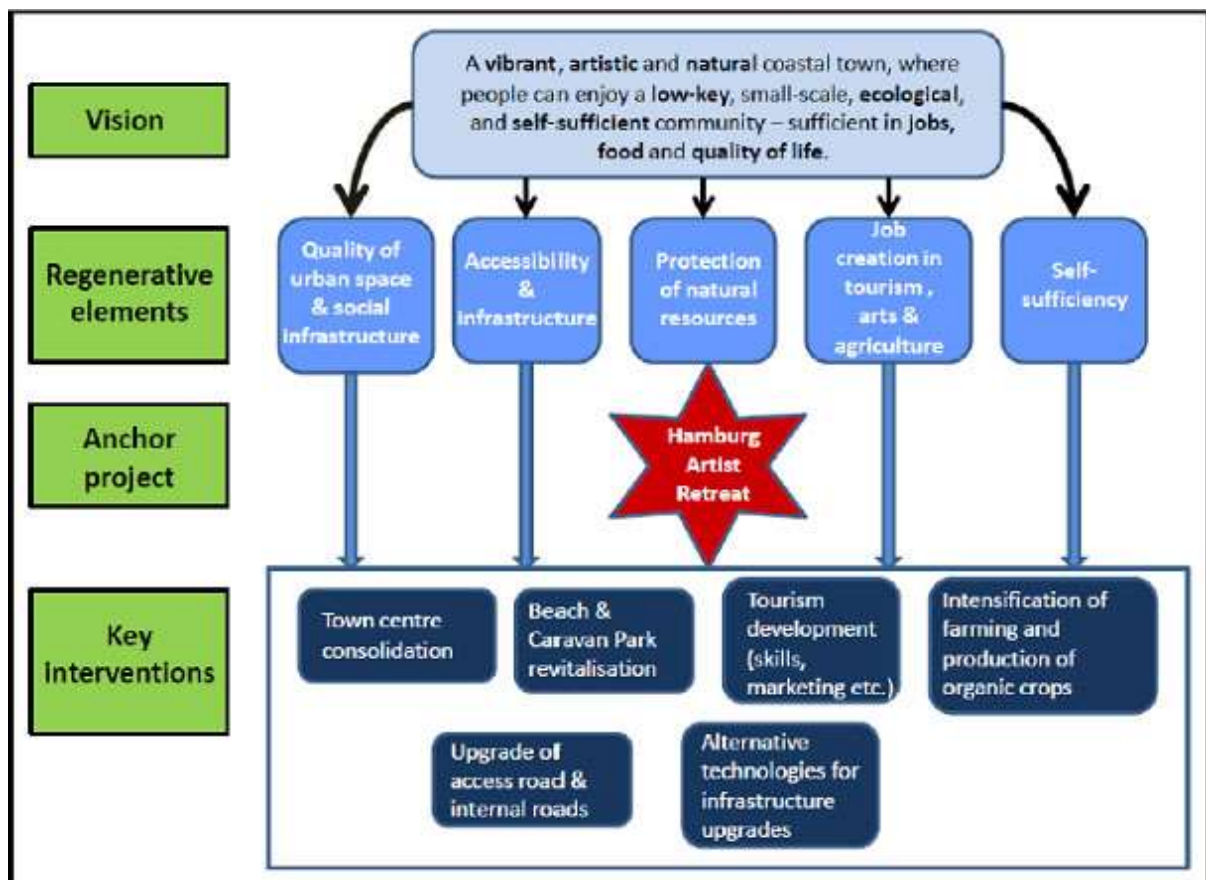 Vision
A vibrant, artistic and natural coastal town, where
people can enjoy a low-key, small-scale, ecological,
and self-sufficient community – sufficient in jobs,
food and quality of life.
Regenerative
elements
Quality of
urban space
& social
infrastructure
Accessibility
&
infrastructure
Protection
of natural
resources
Job
creation in
tourism ,
arts &
agriculture
Self-
sufficiency
Anchor
project
Hamburg
Artist
Retreat
Key
interventions
Town centre
consolidation
Beach &
Caravan Park
revitalisation
Tourism
development
(skills,
marketing etc.)
Intensification of
farming and
production of
organic crops
Upgrade of
access road &
internal roads
Alternative
technologies for
infrastructure
upgrades